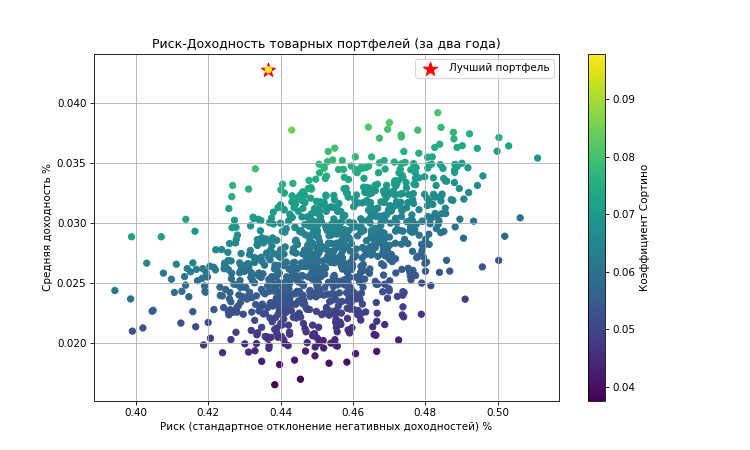 Риск-Доходность товарных портфелей (за два года)
Лучший портфель
Средняя доходность %
0.040
0.035
0.030
0.025
0.020
0.40 0.42 0.44 0.46 0.48 0.50
Риск (стандартное отклонение негативных доходностей) %
0.09
0.08
0.07
0.06
0.05
0.04
Коэффициент Сортино